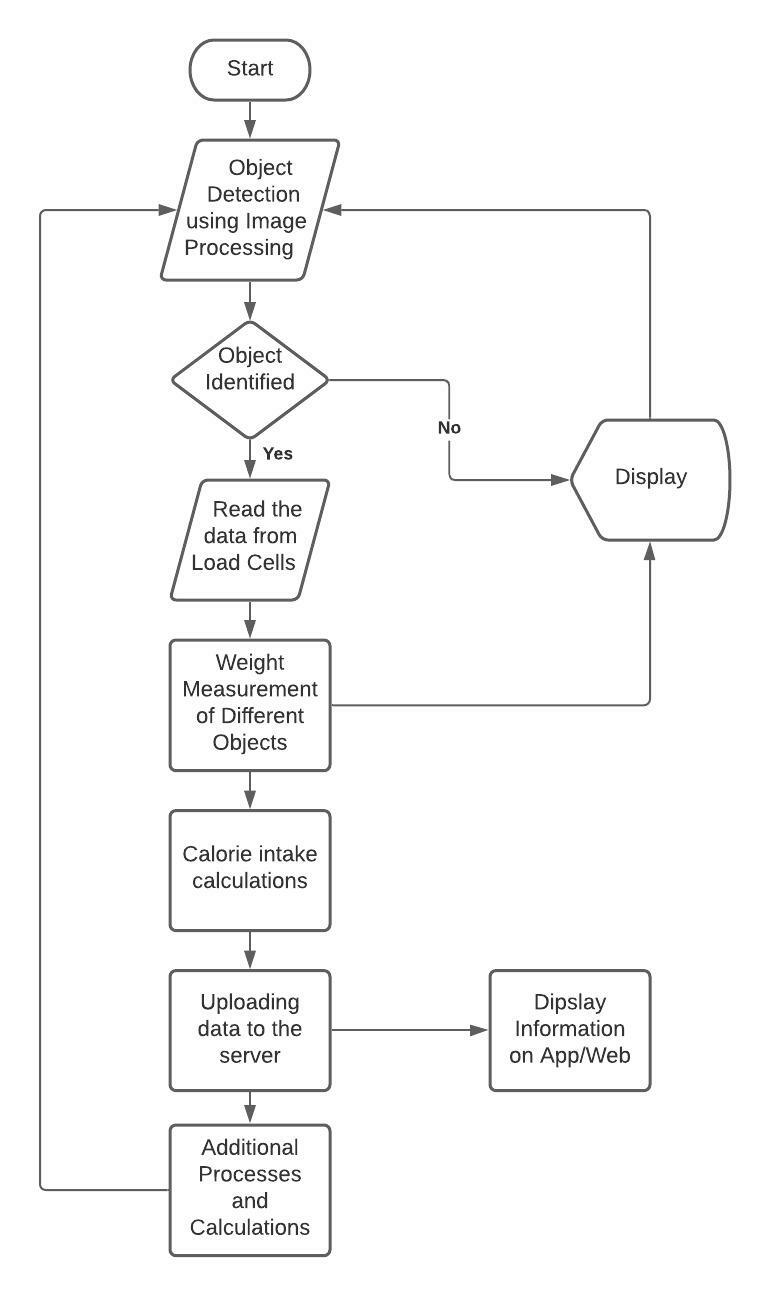 Start
Object
Detection
using Image
Processing
Object
Identified
No
Yes
Display
Read the
data from
Load Cells
Weight
Measurement
of Different
Objects
Calorie intake
calculations
Uploading
data to the
server
Dipslay
Information
on App/Web
Additional
Processes
and
Calculations